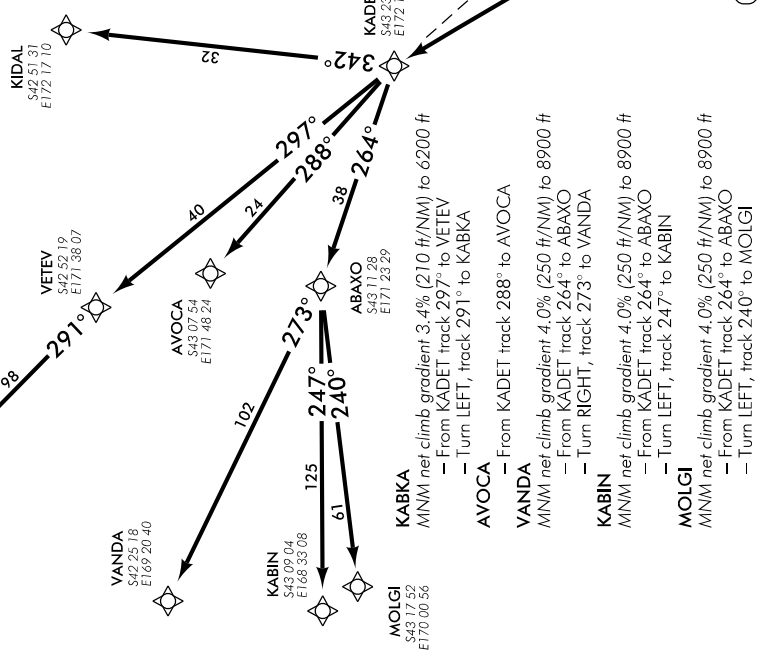 KIDAL
S42 51 31
E172 17 10
32
342°
297°
288°
264°
40
24
38
VETEV
S42 52 19
E171 38 07
AVOCA
S43 07 54
E171 48 24
ABAXO
S43 11 28
E171 23 29
98
291°
273°
247°
240°
102
125
61
VANDA
S42 25 18
E169 20 40
KABIN
S43 09 04
E168 33 08
MOLGI
S43 17 52
E170 00 56
KABKA
MNM net climb gradient 3.4% (210 ft/NM) to 6200 ft
– From KADET track 297° to VETEV
– Turn LEFT, track 291° to KABKA
AVOCA
– From KADET track 288° to AVOCA
VANDA
MNM net climb gradient 4.0% (250 ft/NM) to 8900 ft
– From KADET track 264° to ABAXO
– Turn RIGHT, track 273° to VANDA
KABIN
MNM net climb gradient 4.0% (250 ft/NM) to 8900 ft
– From KADET track 264° to ABAXO
– Turn LEFT, track 247° to KABIN
MOLGI
MNM net climb gradient 4.0% (250 ft/NM) to 8900 ft
– From KADET track 264° to ABAXO
– Turn LEFT, track 240° to MOLGI